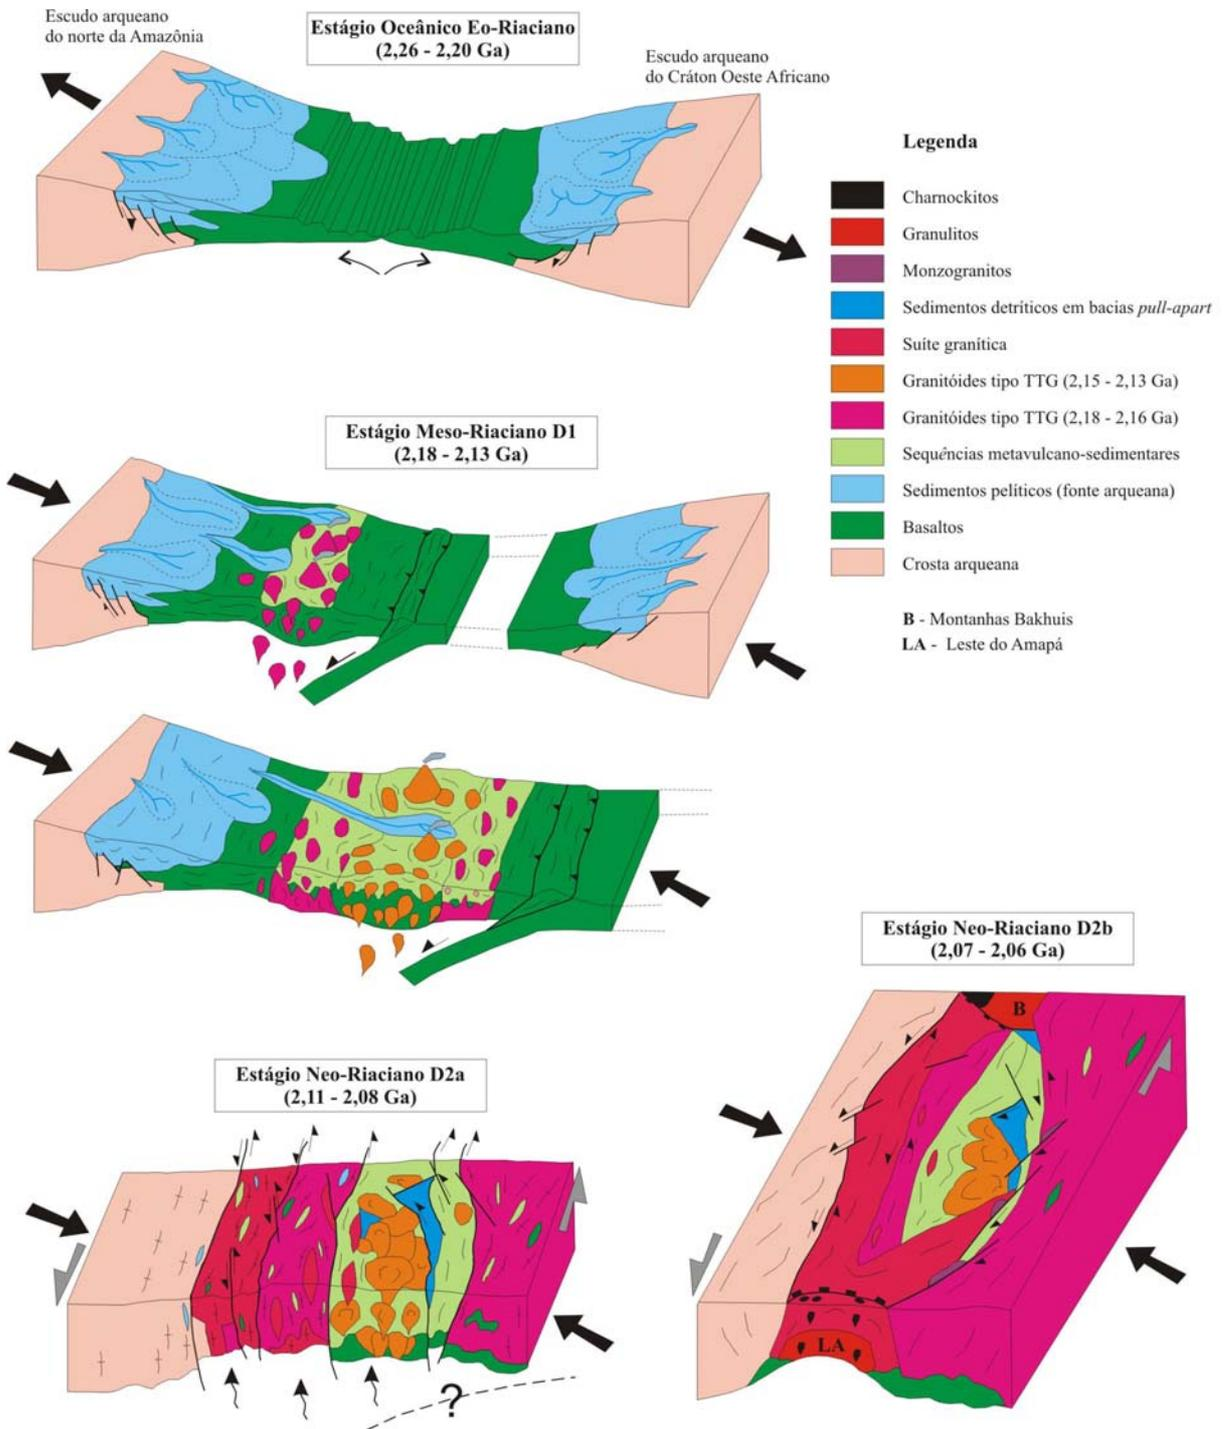 Escudo arqueano
do norte da Amazônia
Estágio Oceânico Eo-Riaciano
(2,26 - 2,20 Ga)
Escudo arqueano
do Cráton Oeste Africano
Legenda
Charnockitos
Granulitos
Monzogranitos
Sedimentos detríticos em bacias pull-apart
Suíte granítica
Granitóides tipo TTG (2,15 - 2,13 Ga)
Granitóides tipo TTG (2,18 - 2,16 Ga)
Sequências metavulcano-sedimentares
Sedimentos pelíticos (fonte arqueana)
Basaltos
Crosta arqueana
B - Montanhas Bakhuis
LA - Leste do Amapá
Estágio Meso-Riaciano D1
(2,18 - 2,13 Ga)
Estágio Neo-Riaciano D2a
(2,11 - 2,08 Ga)
?
Estágio Neo-Riaciano D2b
(2,07 - 2,06 Ga)
B
LA